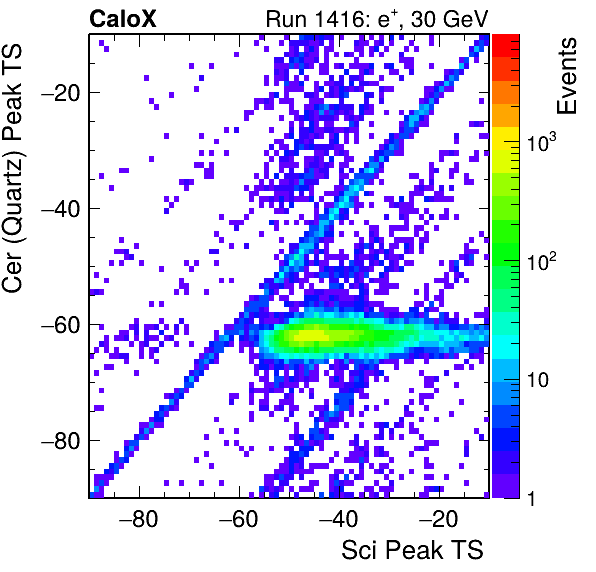 CaloX Run 1416: e⁺, 30 GeV
Cer (Quartz) Peak TS
Events
−20
−40
−60
−80
10³
10²
10
1
−80 −60 −40 −20
Sci Peak TS